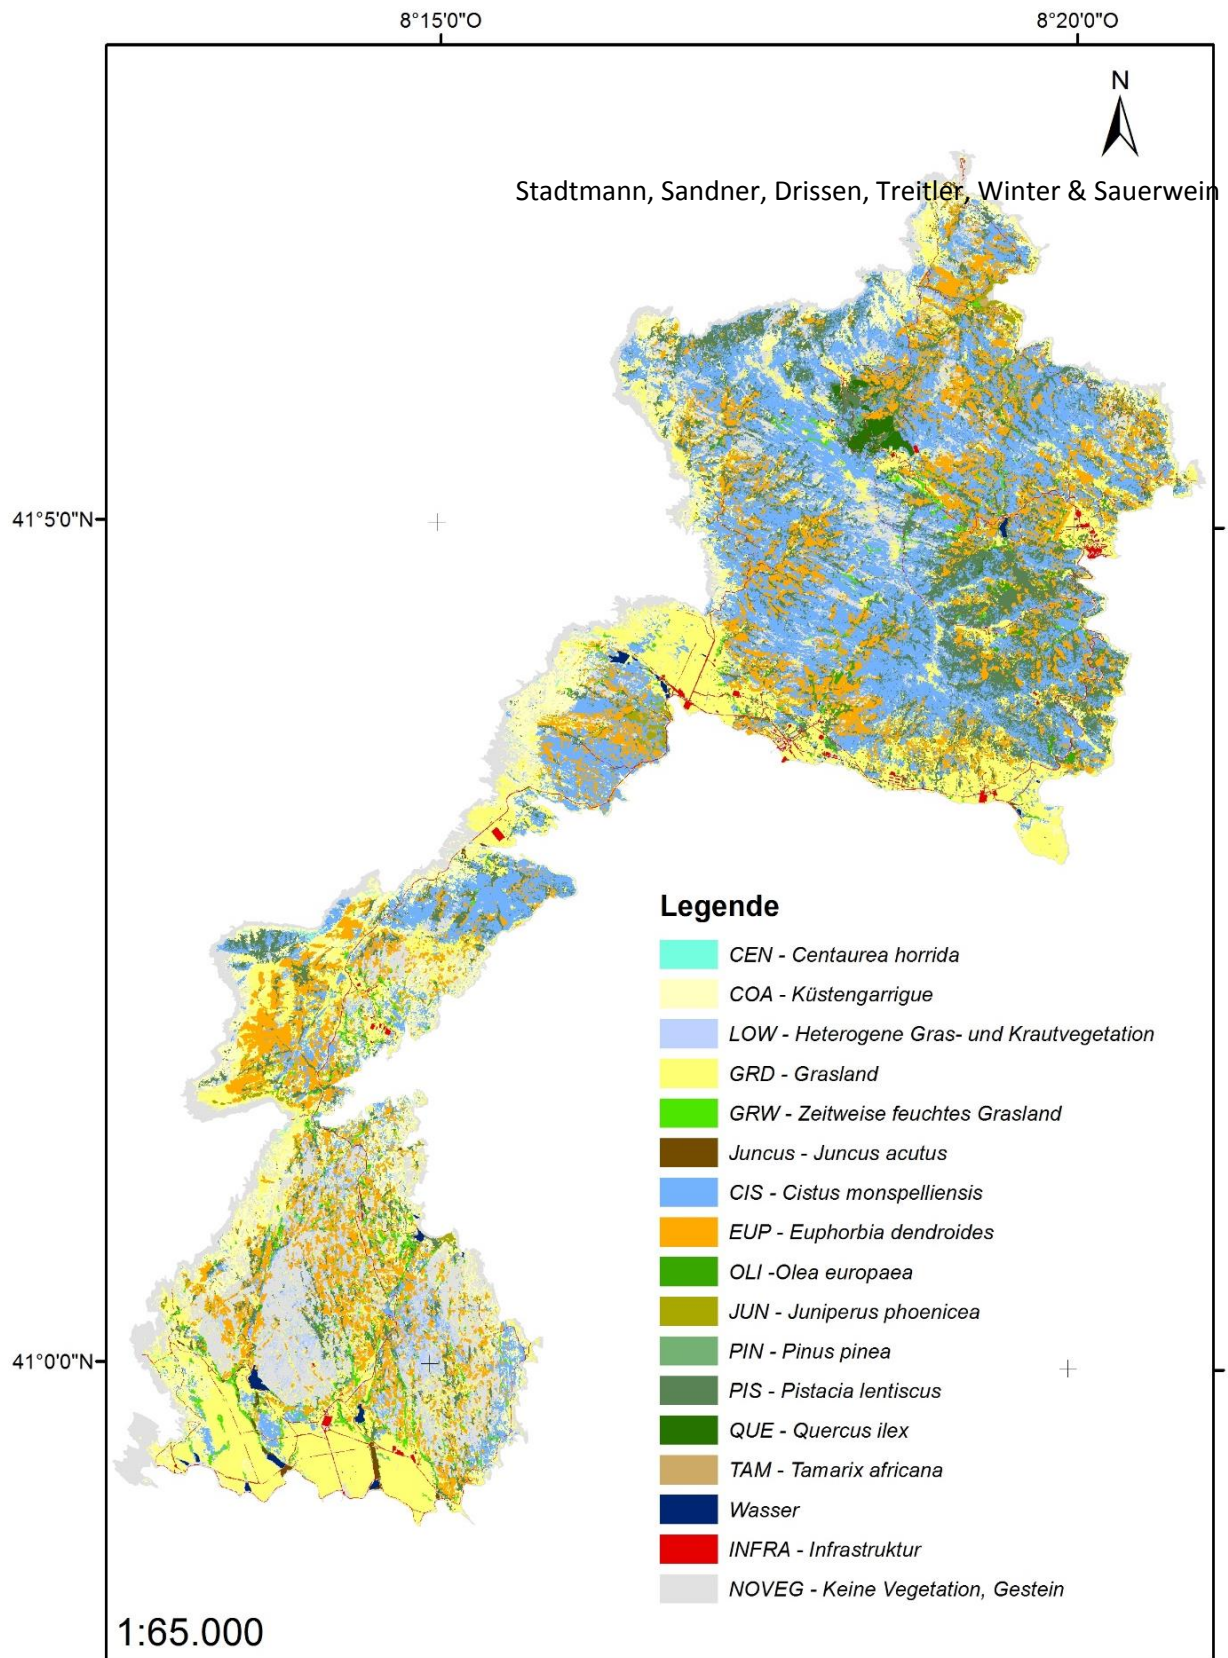 8°15'0"O 8°20'0"O
N
Stadtmann, Sandner, Drissen, Treitler, Winter & Sauerwein
41°5'0"N
Legende
CEN - Centaurea horrida
COA - Küstengarrigue
LOW - Heterogene Gras- und Krautvegetation
GRD - Grasland
GRW - Zeitweise feuchtes Grasland
Juncus - Juncus acutus
CIS - Cistus monspelliensis
EUP - Euphorbia dendroides
OLI -Olea europaea
JUN - Juniperus phoenicea
PIN - Pinus pinea
41°0'0"N
PIS - Pistacia lentiscus
QUE - Quercus ilex
TAM - Tamarix africana
Wasser
INFRA - Infrastruktur
NOVEG - Keine Vegetation, Gestein
1:65.000